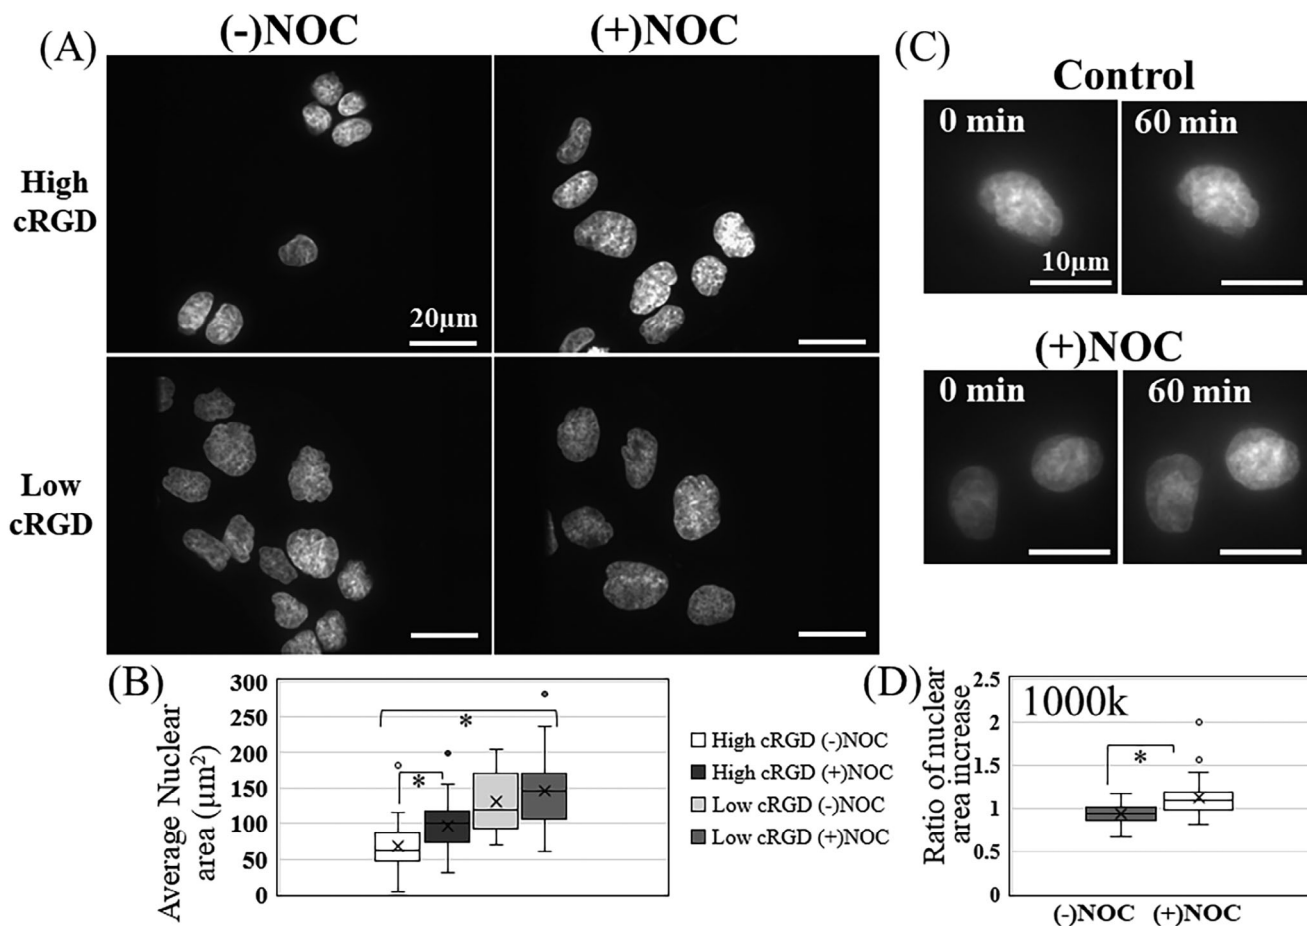 (A)
(-)NOC
(+)NOC
High
cRGD
20μm
Low
cRGD
(C)
Control
0 min
60 min
10μm
(+)NOC
0 min
60 min
(B)
Average Nuclear
area (μm²)
300
250
200
150
100
50
0
*
*
High cRGD (-)NOC
High cRGD (+)NOC
Low cRGD (-)NOC
Low cRGD (+)NOC
(D)
Ratio of nuclear
area increase
2.5
2
1.5
1
0.5
0
1000k
*
(-)NOC
(+)NOC